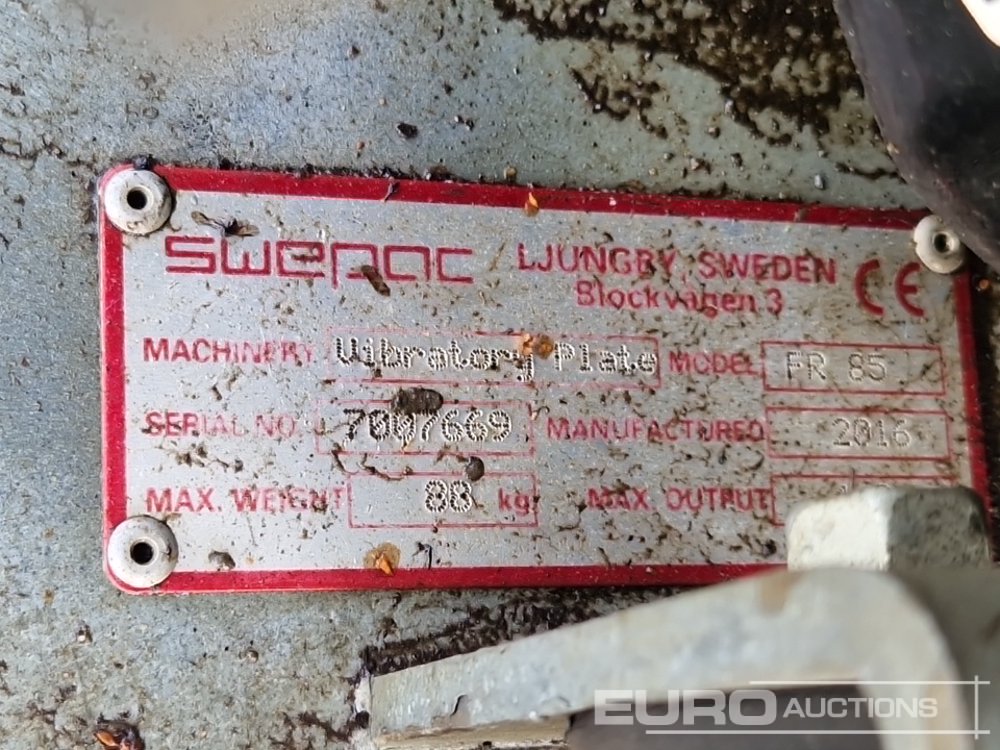 swepac LJUNGBY, SWEDEN CE
Blockvägen 3
MACHINERY Vibratory Plate MODEL FR 85
SERIAL NO. 7007669 MANUFACTURED 2016
MAX. WEIGHT 88 kg MAX. OUTPUT
EURO AUCTIONS